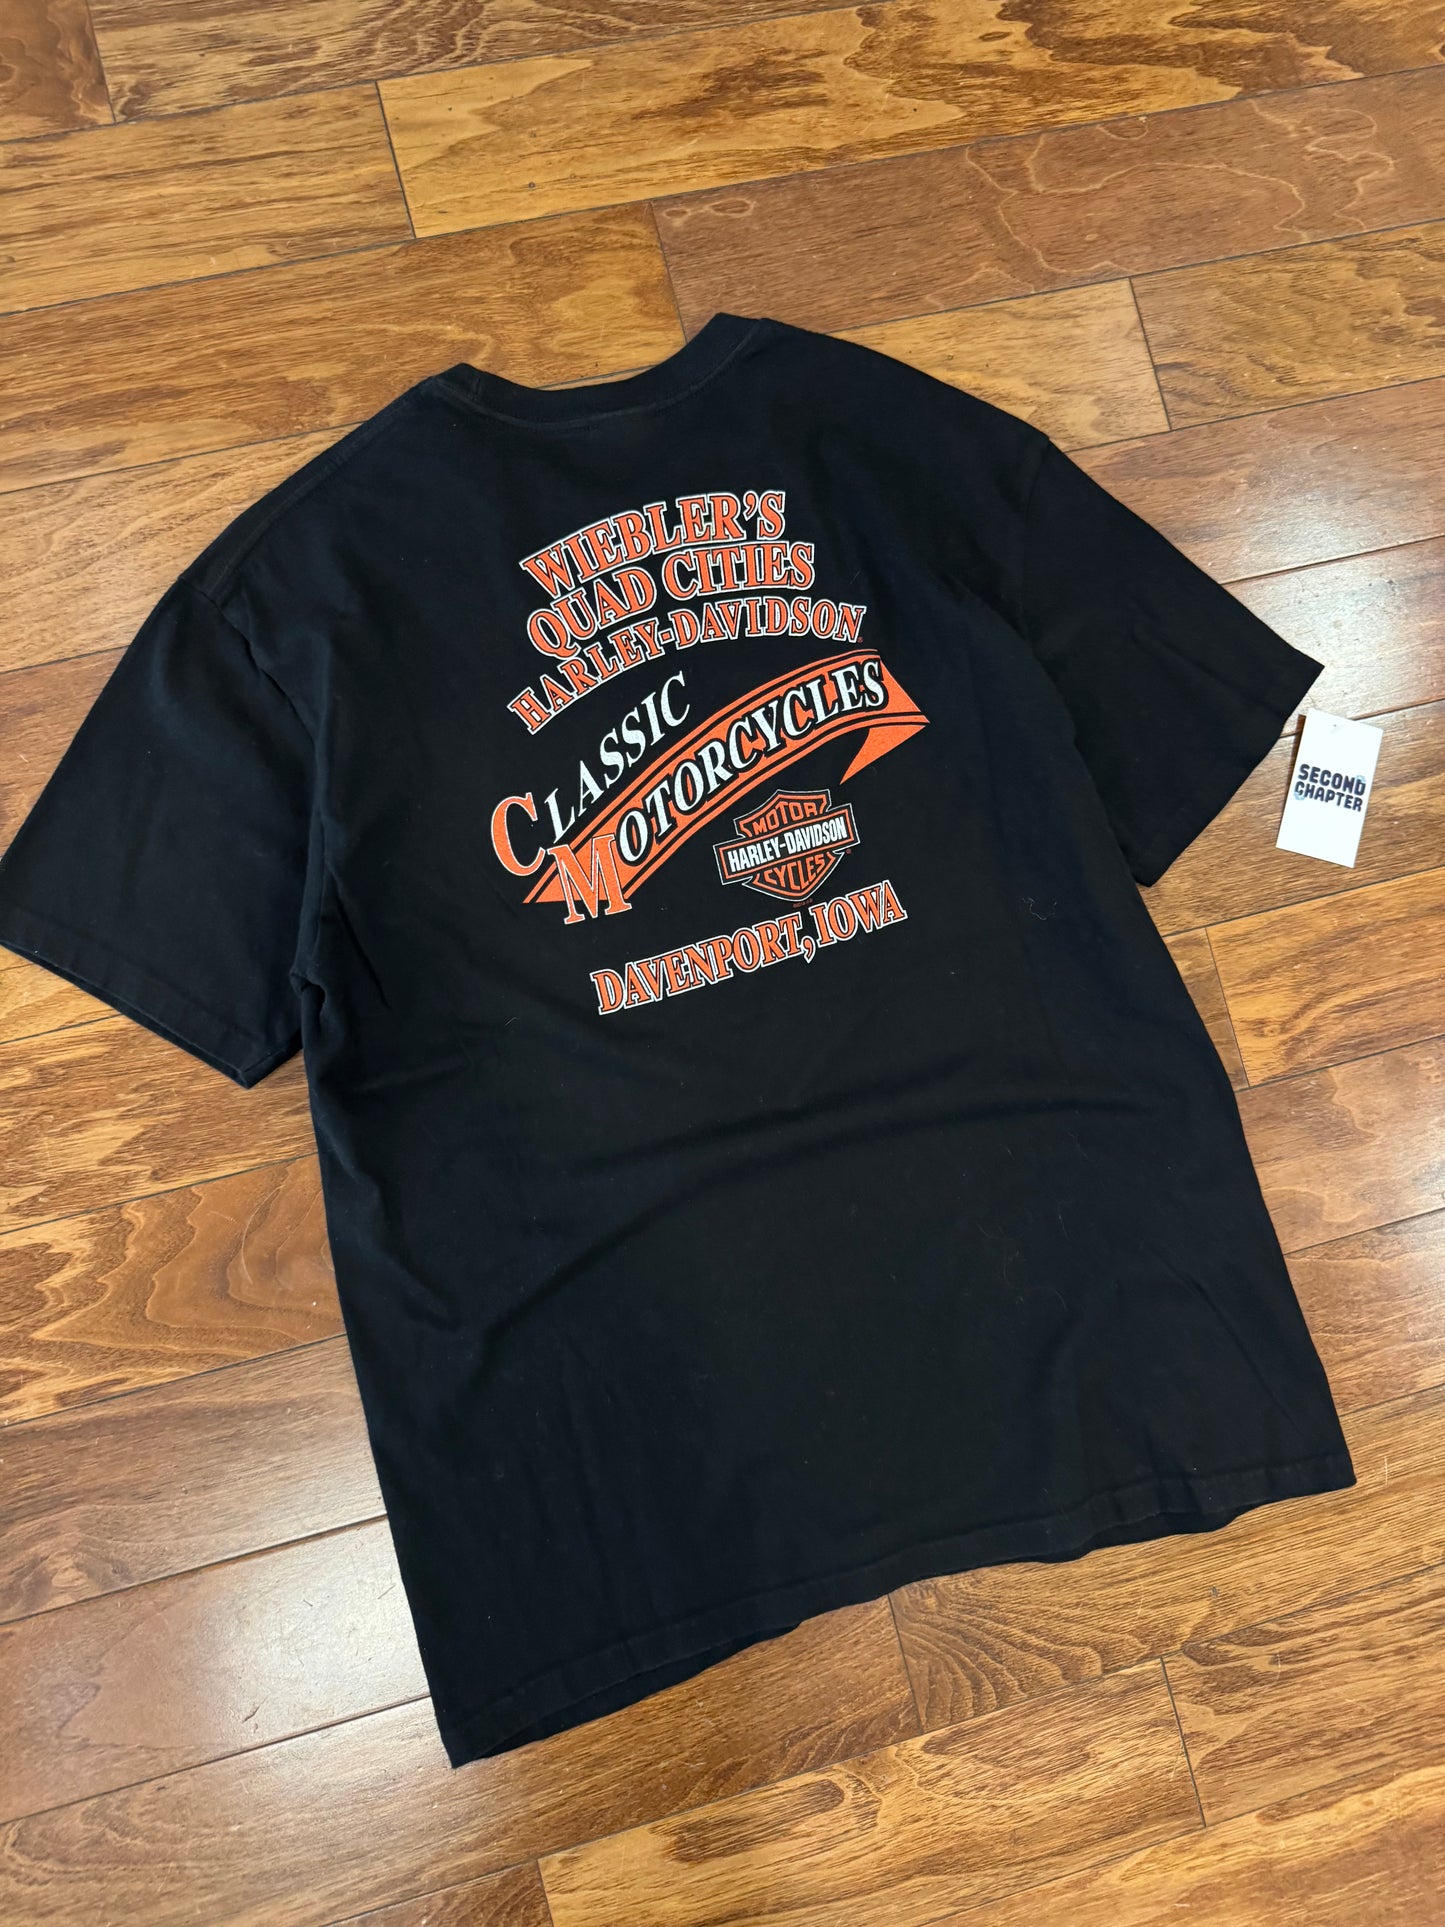 WIEBLER'S
QUAD CITIES
HARLEY-DAVIDSON
CLASSIC
MOTORCYCLES
MOTOR
HARLEY-DAVIDSON
CYCLES
DAVENPORT, IOWA
SECOND
CHAPTER